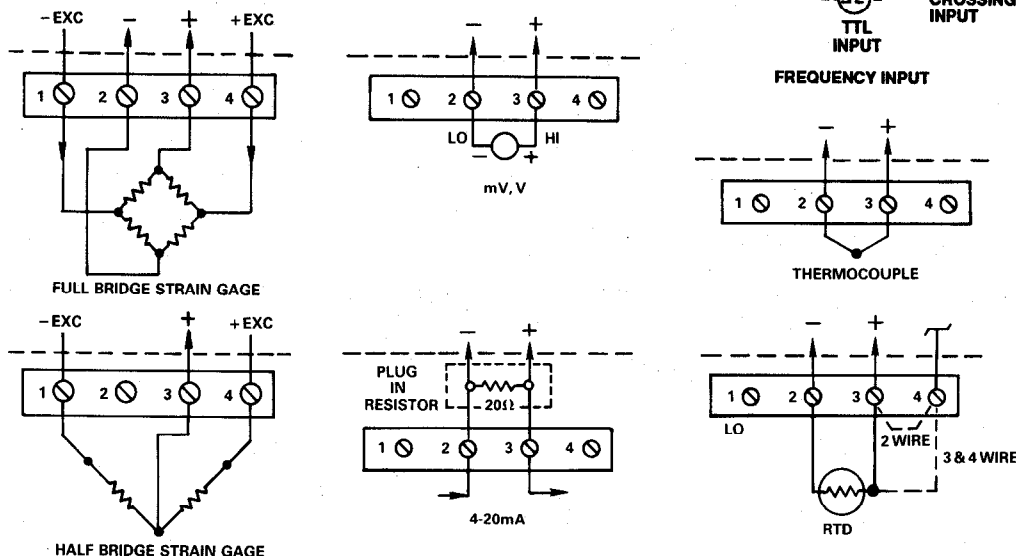 −EXC − + +EXC
1 2 3 4
FULL BRIDGE STRAIN GAGE
− +
1 2 3 4
LO HI
− +
mV, V
CROSSING
INPUT
TTL
INPUT
FREQUENCY INPUT
− +
1 2 3 4
THERMOCOUPLE
−EXC + +EXC
1 2 3 4
HALF BRIDGE STRAIN GAGE
− +
PLUG
IN
RESISTOR
20Ω
1 2 3 4
4-20mA
− +
1 2 3 4
LO
2 WIRE
3 & 4 WIRE
RTD